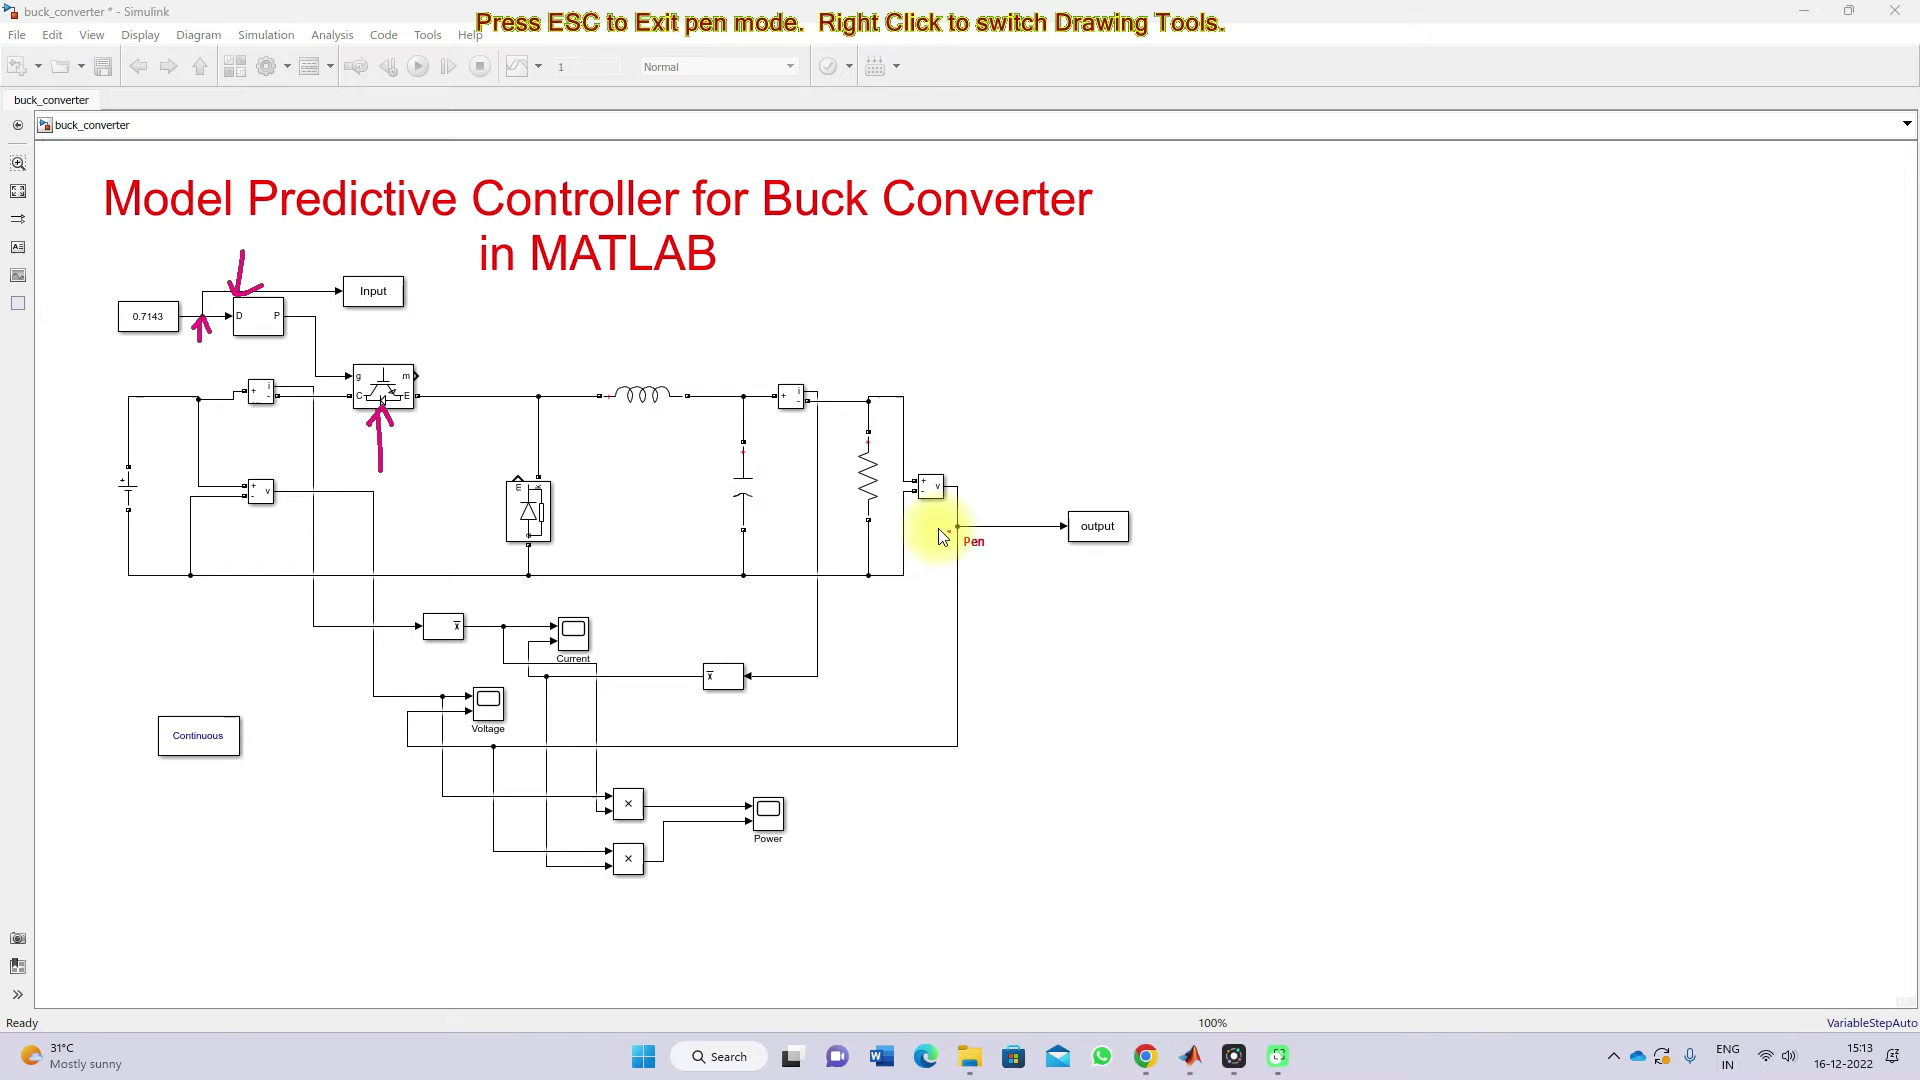 buck_converter * - Simulink
Press ESC to Exit pen mode. Right Click to switch Drawing Tools.
File Edit View Display Diagram Simulation Analysis Code Tools Help
1 Normal
buck_converter
buck_converter
Model Predictive Controller for Buck Converter
in MATLAB
Input
0.7143
D P
g m
C E
+ i
-
+ i
-
+ v
-
+ v
-
m k
a
output
Pen
x
Current
x
Voltage
Continuous
×
Power
×
Ready
100%
VariableStepAuto
31°C
Mostly sunny
Search
ENG
IN
15:13
16-12-2022